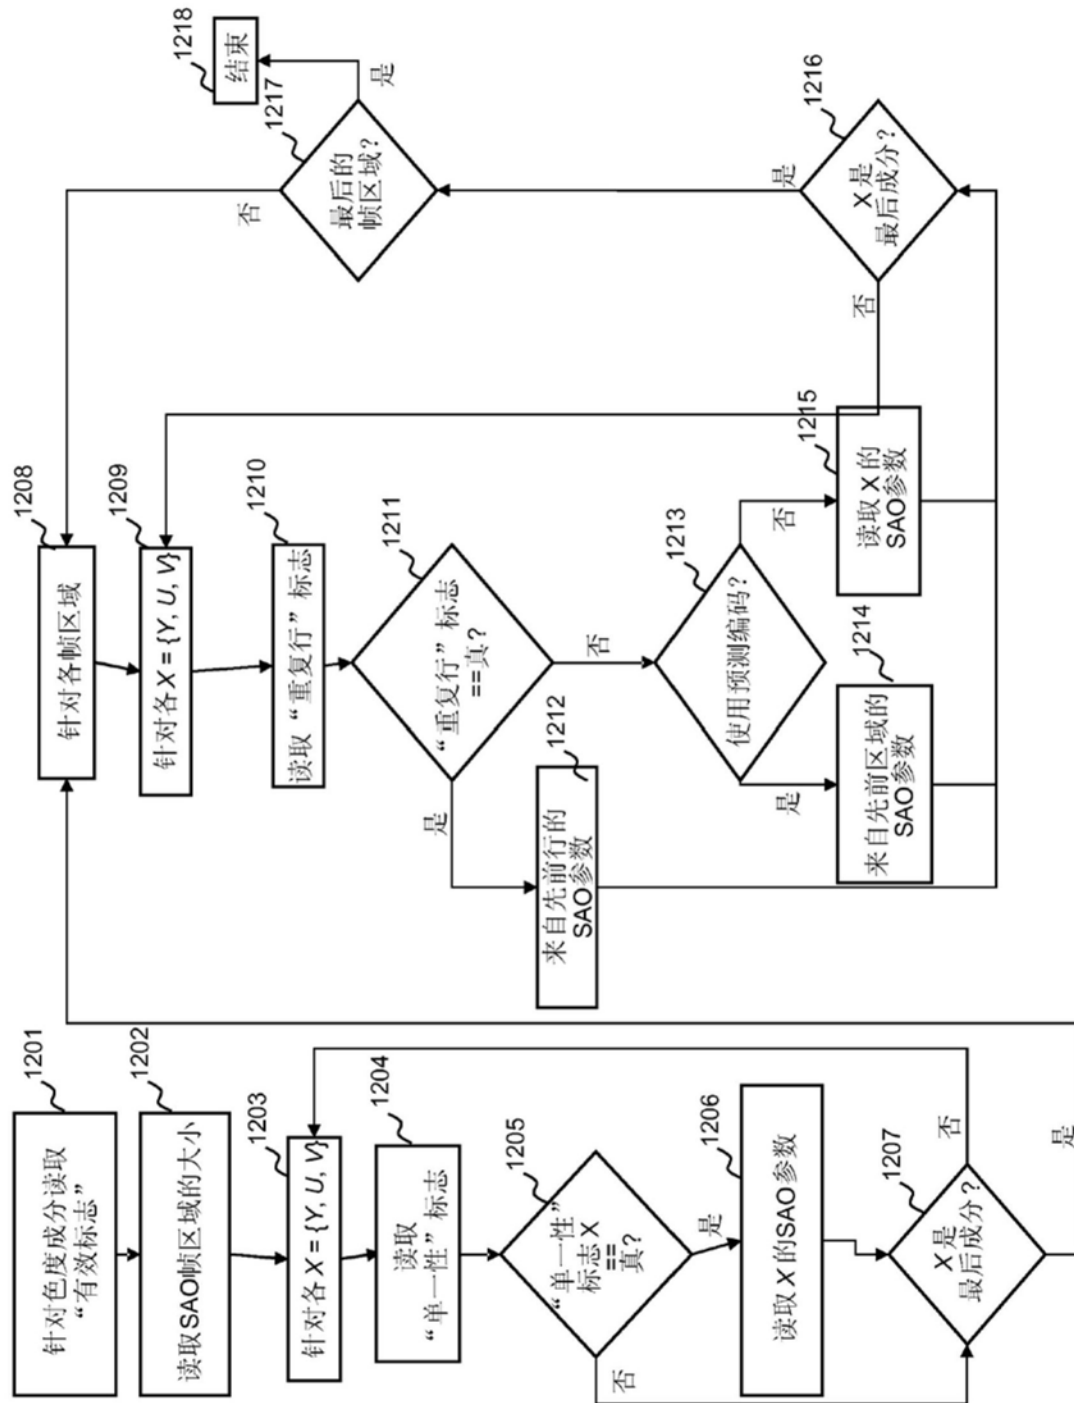 1201
针对色度成分读取
“有效标志”
1202
读取SAO帧区域的大小
1203
针对各X={Y, U, V}
1204
读取
“单一性”标志
1205
“单一性”
标志X
==
真?
是
否
1206
读取X的SAO参数
1207
X是
最后成分?
否
是
1208
针对各帧区域
1209
针对各X={Y, U, V}
1210
读取“重复行”标志
1211
“重复行”标志
==真?
是
否
1212
来自先前行的
SAO参数
1213
使用预测编码?
是
否
1214
来自先前区域的
SAO参数
1215
读取X的
SAO参数
1216
X是
最后成分?
否
是
1217
最后的
帧区域?
否
是
1218
结束